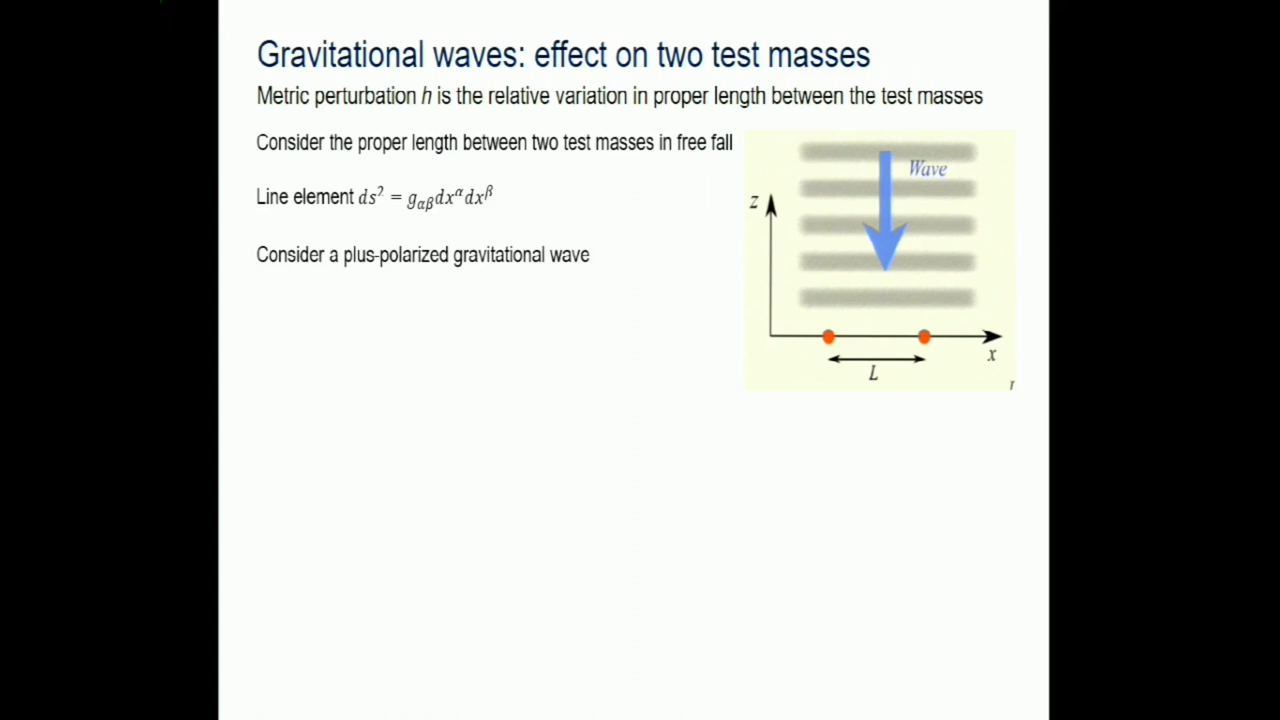 Gravitational waves: effect on two test masses
Metric perturbation h is the relative variation in proper length between the test masses
Consider the proper length between two test masses in free fall
Line element ds² = gαβdxᵅdxᵝ
Consider a plus-polarized gravitational wave
Wave
z
x
L